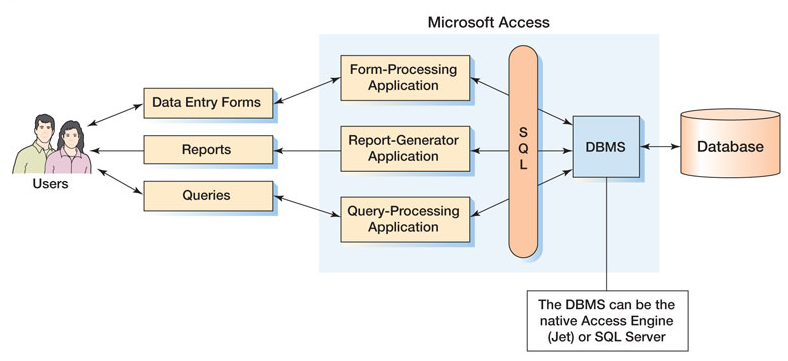 Microsoft Access
Form-Processing
Application
Data Entry Forms
Report-Generator
Application
Reports
Query-Processing
Application
Queries
Users
S
Q
L
DBMS
Database
The DBMS can be the
native Access Engine
(Jet) or SQL Server